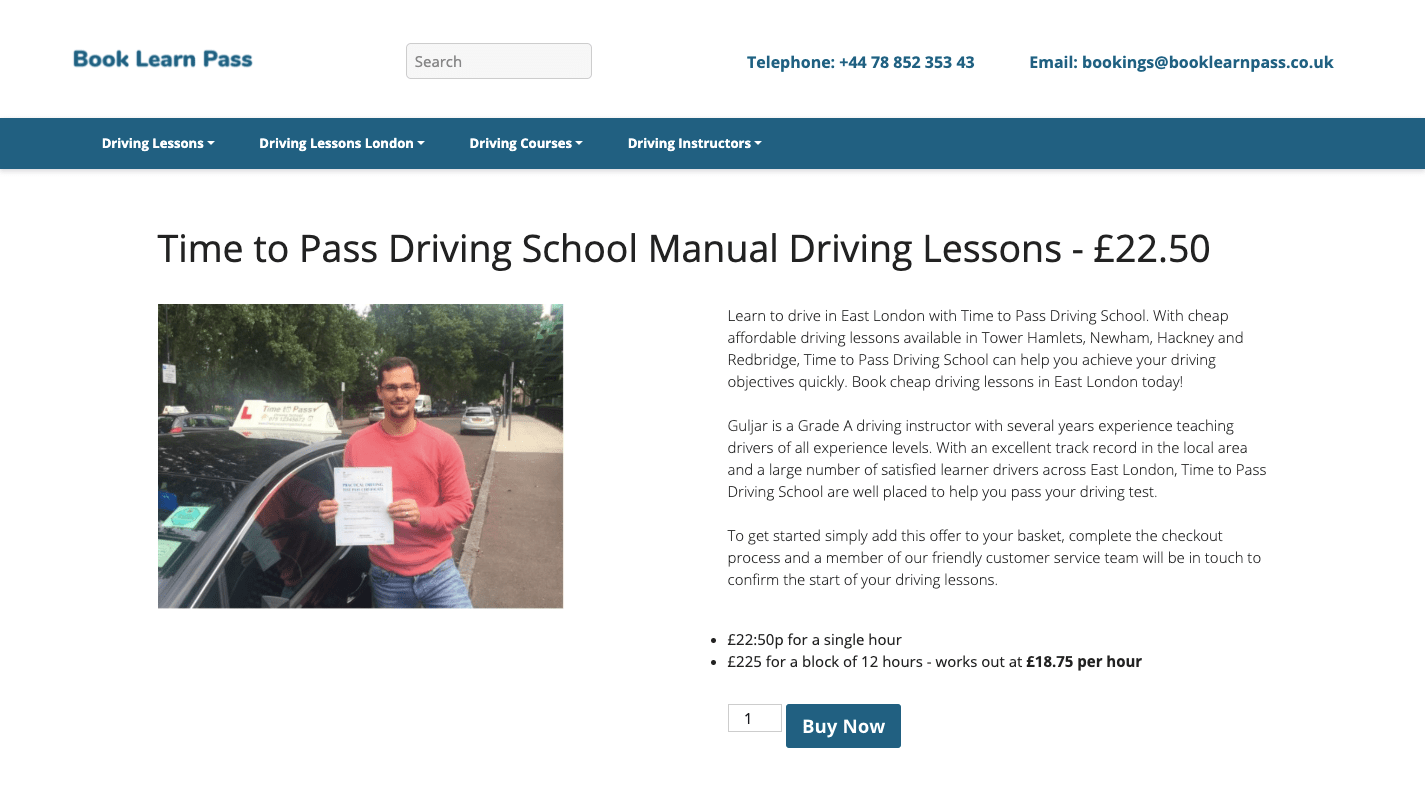 Book Learn Pass
Search
Telephone: +44 78 852 353 43
Email: bookings@booklearnpass.co.uk
Driving Lessons
Driving Lessons London
Driving Courses
Driving Instructors
Time to Pass Driving School Manual Driving Lessons - £22.50
L
Time to Pass
PRACTICAL DRIVING
Learn to drive in East London with Time to Pass Driving School. With cheap
affordable driving lessons available in Tower Hamlets, Newham, Hackney and
Redbridge, Time to Pass Driving School can help you achieve your driving
objectives quickly. Book cheap driving lessons in East London today!
Guljar is a Grade A driving instructor with several years experience teaching
drivers of all experience levels. With an excellent track record in the local area
and a large number of satisfied learner drivers across East London, Time to Pass
Driving School are well placed to help you pass your driving test.
To get started simply add this offer to your basket, complete the checkout
process and a member of our friendly customer service team will be in touch to
confirm the start of your driving lessons.
£22:50p for a single hour
£225 for a block of 12 hours - works out at £18.75 per hour
1
Buy Now